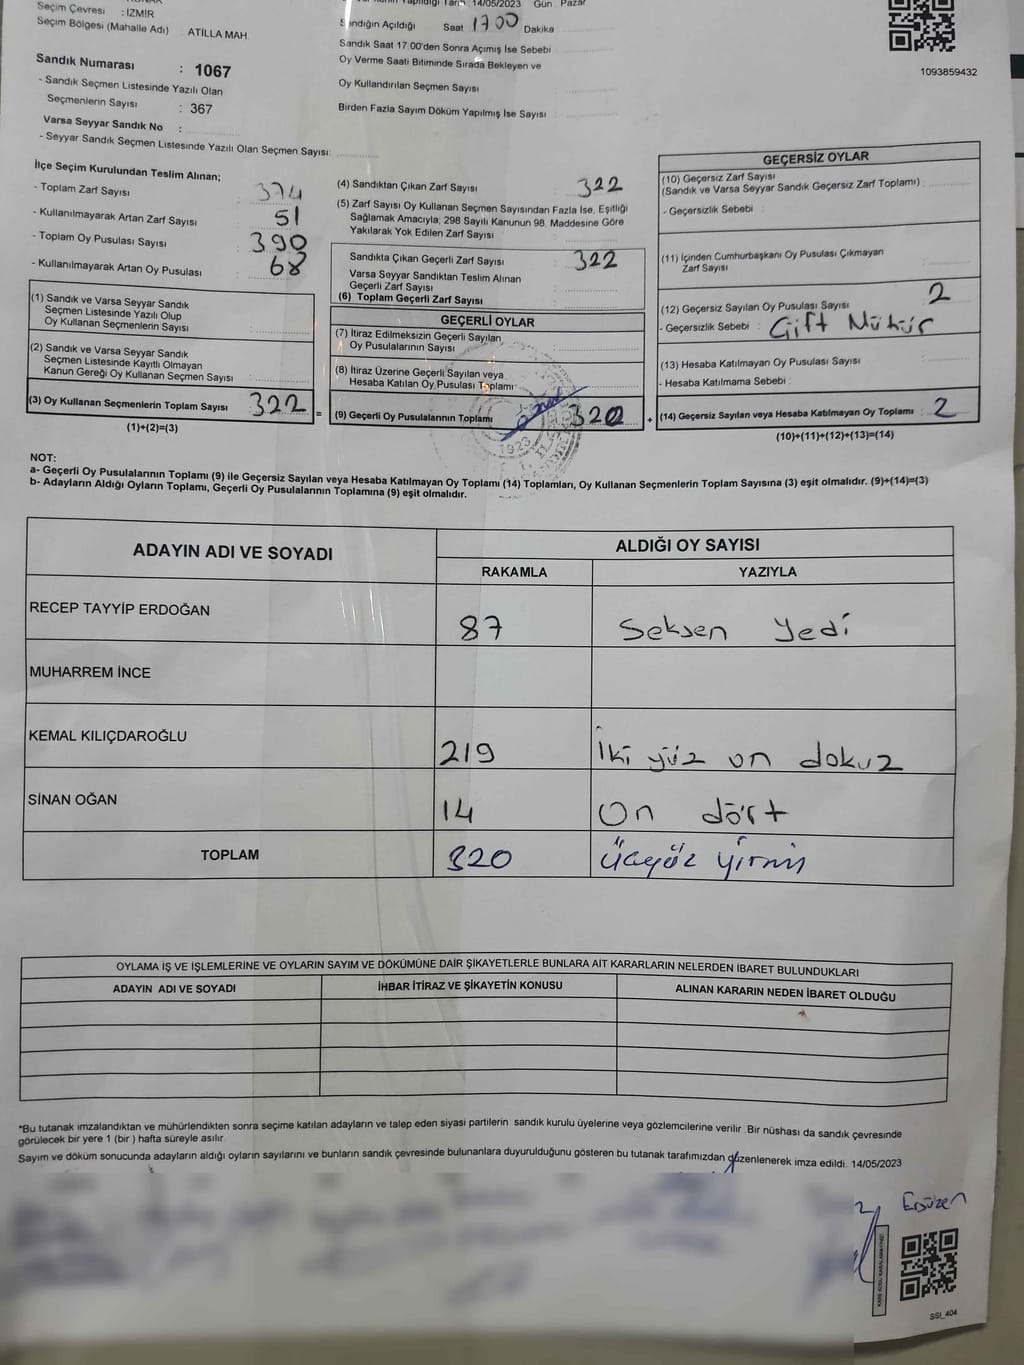 Seçim Çevresi : İZMİR
Seçim Bölgesi (Mahalle Adı) ATİLLA MAH.
Sandık Numarası : 1067
- Sandık Seçmen Listesinde Yazılı Olan
Seçmenlerin Sayısı : 367
Varsa Seyyar Sandık No :
- Seyyar Sandık Seçmen Listesinde Yazılı Olan Seçmen Sayısı:
14/05/2023 Gün : Pazar
Sandığın Açıldığı Saat 17 00 Dakika :
Sandık Saat 17:00'den Sonra Açımış İse Sebebi
Oy Verme Saati Bitiminde Sırada Bekleyen ve
Oy Kullandırılan Seçmen Sayısı
Birden Fazla Sayım Döküm Yapılmış İse Sayısı :
1093859432
İlçe Seçim Kurulundan Teslim Alınan;
- Toplam Zarf Sayısı : 374
- Kullanılmayarak Artan Zarf Sayısı : 51
- Toplam Oy Pusulası Sayısı : 390
- Kullanılmayarak Artan Oy Pusulası : 68
(1) Sandık ve Varsa Seyyar Sandık
Seçmen Listesinde Yazılı Olup
Oy Kullanan Seçmenlerin Sayısı :
(2) Sandık ve Varsa Seyyar Sandık
Seçmen Listesinde Kayıtlı Olmayan
Kanun Gereği Oy Kullanan Seçmen Sayısı :
(3) Oy Kullanan Seçmenlerin Toplam Sayısı : 322 =
(1)+(2)=(3)
(4) Sandıktan Çıkan Zarf Sayısı : 322
(5) Zarf Sayısı Oy Kullanan Seçmen Sayısından Fazla İse, Eşitliği
Sağlamak Amacıyla, 298 Sayılı Kanunun 98. Maddesine Göre
Yakılarak Yok Edilen Zarf Sayısı :
Sandıkta Çıkan Geçerli Zarf Sayısı : 322
Varsa Seyyar Sandıktan Teslim Alınan
Geçerli Zarf Sayısı :
(6) Toplam Geçerli Zarf Sayısı :
GEÇERLİ OYLAR
(7) İtiraz Edilmeksizin Geçerli Sayılan
Oy Pusulalarının Sayısı :
(8) İtiraz Üzerine Geçerli Sayılan veya
Hesaba Katılan Oy Pusulası Toplamı
(9) Geçerli Oy Pusulalarının Toplamı : 320 +
1923
GEÇERSİZ OYLAR
(10) Geçersiz Zarf Sayısı
(Sandık ve Varsa Seyyar Sandık Geçersiz Zarf Toplamı) :
- Geçersizlik Sebebi :
(11) İçinden Cumhurbaşkanı Oy Pusulası Çıkmayan
Zarf Sayısı :
(12) Geçersiz Sayılan Oy Pusulası Sayısı : 2
- Geçersizlik Sebebi : Çift Mühür
(13) Hesaba Katılmayan Oy Pusulası Sayısı :
- Hesaba Katılmama Sebebi :
(14) Geçersiz Sayılan veya Hesaba Katılmayan Oy Toplamı : 2
(10)+(11)+(12)+(13)=(14)
NOT:
a- Geçerli Oy Pusulalarının Toplamı (9) ile Geçersiz Sayılan veya Hesaba Katılmayan Oy Toplamı (14) Toplamları, Oy Kullanan Seçmenlerin Toplam Sayısına (3) eşit olmalıdır. (9)+(14)=(3)
b- Adayların Aldığı Oyların Toplamı, Geçerli Oy Pusulalarının Toplamına (9) eşit olmalıdır.
ADAYIN ADI VE SOYADI
ALDIĞI OY SAYISI
RAKAMLA YAZIYLA
RECEP TAYYİP ERDOĞAN 87 Seksen Yedi
MUHARREM İNCE
KEMAL KILIÇDAROĞLU 219 İki yüz on dokuz
SİNAN OĞAN 14 On dört
TOPLAM 320 üçyüz yirmi
OYLAMA İŞ VE İŞLEMLERİNE VE OYLARIN SAYIM VE DÖKÜMÜNE DAİR ŞİKAYETLERLE BUNLARA AİT KARARLARIN NELERDEN İBARET BULUNDUKLARI
ADAYIN ADI VE SOYADI İHBAR İTİRAZ VE ŞİKAYETİN KONUSU ALINAN KARARIN NEDEN İBARET OLDUĞU
*Bu tutanak imzalandıktan ve mühürlendikten sonra seçime katılan adayların ve talep eden siyasi partilerin sandık kurulu üyelerine veya gözlemcilerine verilir. Bir nüshası da sandık çevresinde
görülecek bir yere 1 (bir ) hafta süreyle asılır.
Sayım ve döküm sonucunda adayların aldığı oyların sayılarını ve bunların sandık çevresinde bulunanlara duyurulduğunu gösteren bu tutanak tarafımızdan düzenlenerek imza edildi. 14/05/2023
SSI_404